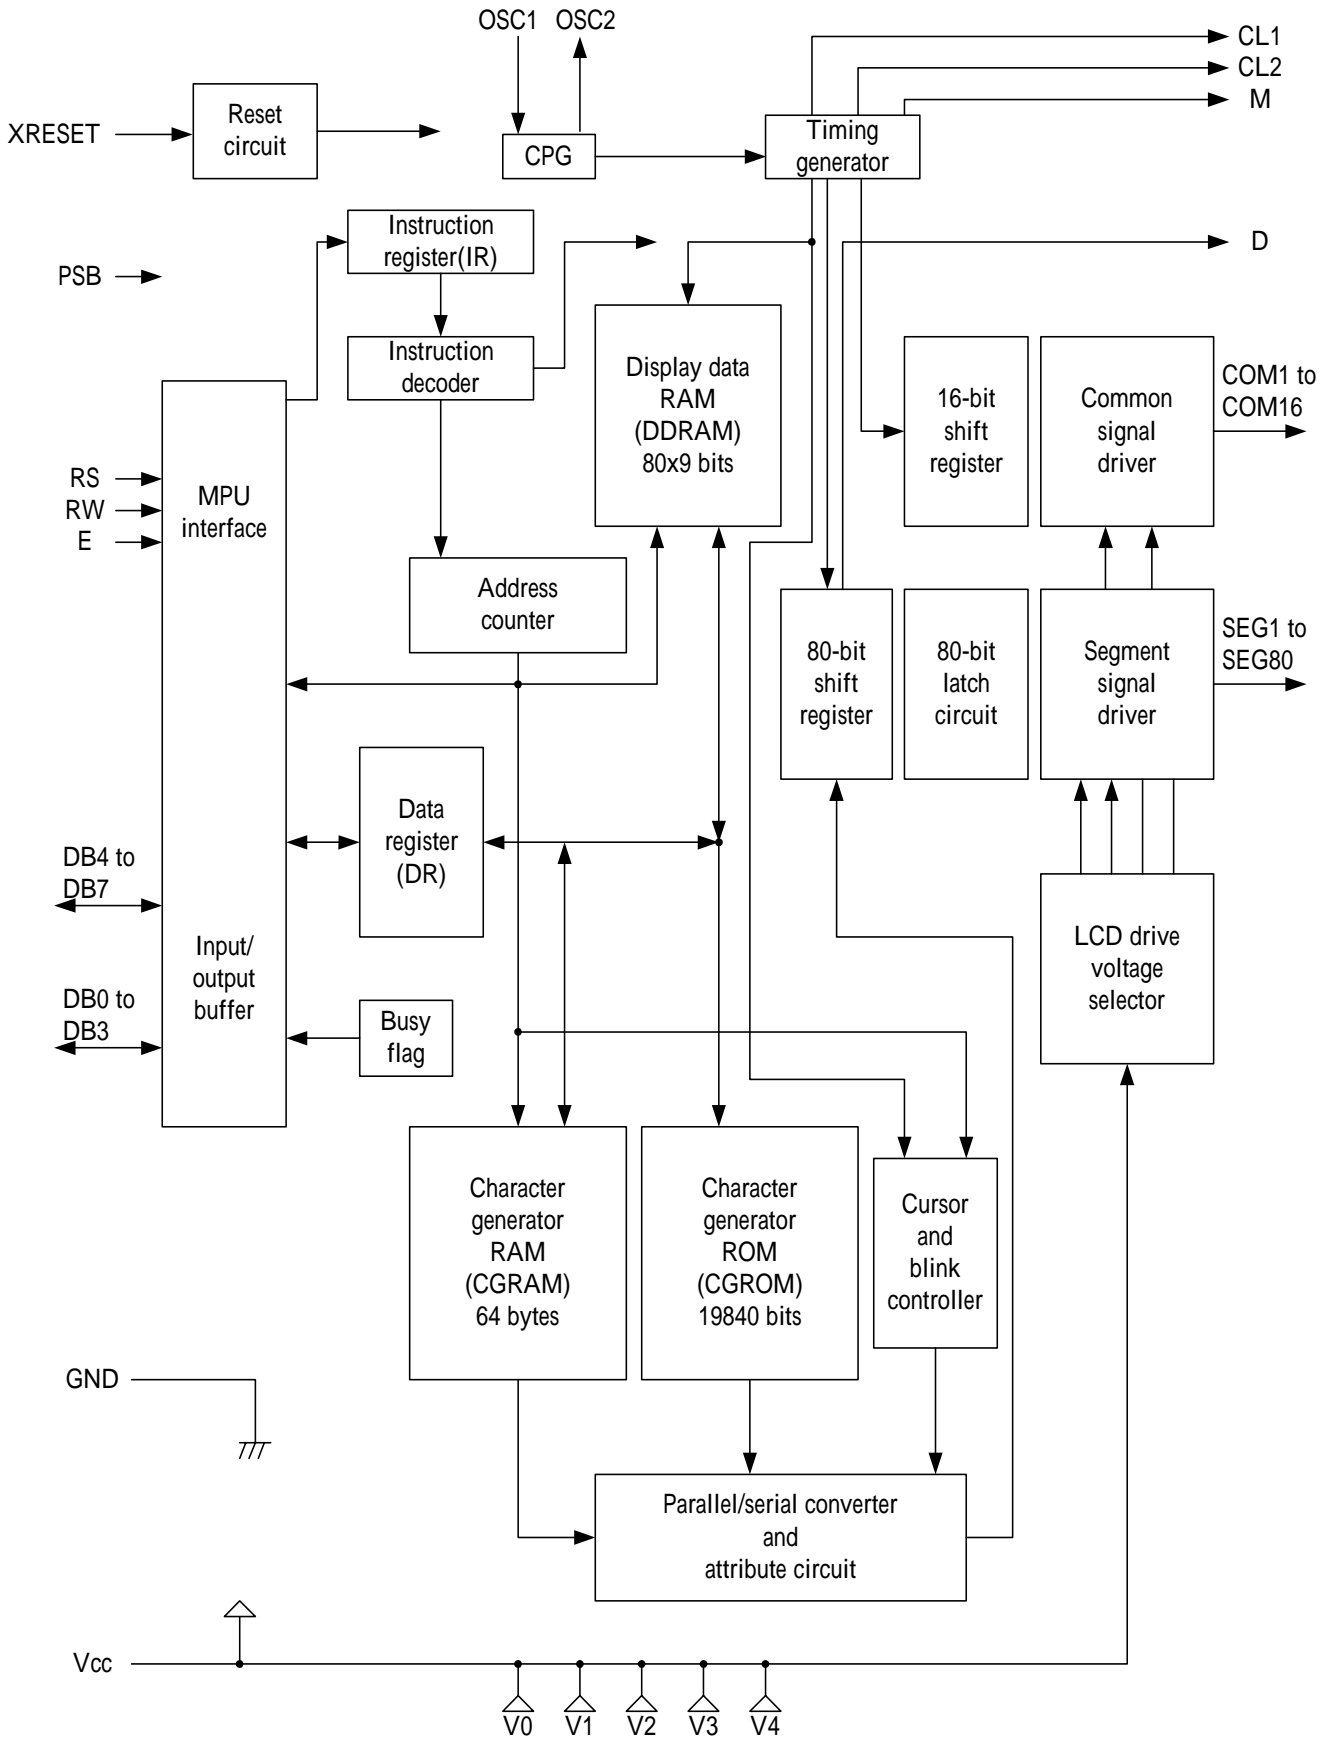 OSC1 OSC2
CL1
CL2
M
XRESET
Reset
circuit
CPG
Timing
generator
Instruction
register(IR)
D
PSB
Instruction
decoder
Display data
RAM
(DDRAM)
80x9 bits
16-bit
shift
register
Common
signal
driver
COM1 to
COM16
RS
RW
E
MPU
interface
Address
counter
80-bit
shift
register
80-bit
latch
circuit
Segment
signal
driver
SEG1 to
SEG80
Data
register
(DR)
DB4 to
DB7
Input/
output
buffer
LCD drive
voltage
selector
DB0 to
DB3
Busy
flag
Character
generator
RAM
(CGRAM)
64 bytes
Character
generator
ROM
(CGROM)
19840 bits
Cursor
and
blink
controller
GND
Parallel/serial converter
and
attribute circuit
Vcc
V0 V1 V2 V3 V4